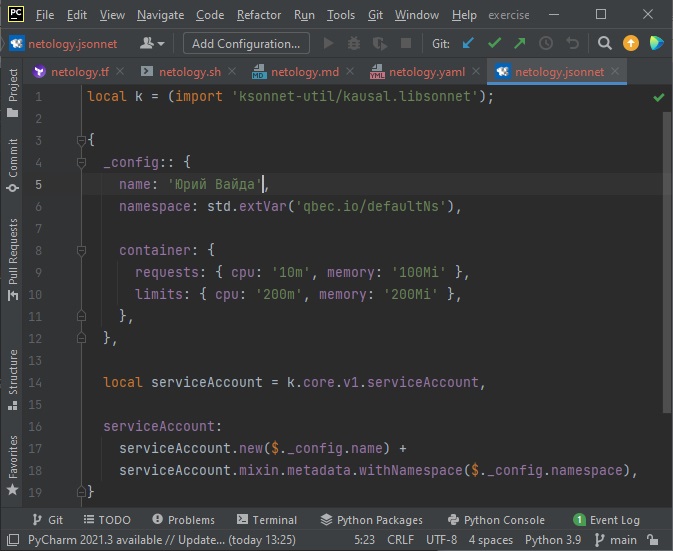 PC File Edit View Navigate Code Refactor Tools Git Window Help exercise
netology.jsonnet Add Configuration... Git:
netology.tf netology.sh netology.md netology.yaml netology.jsonnet
Project
Commit
Pull Requests
Structure
Favorites
1 local k = (import 'ksonnet-util/kausal.libsonnet');
2
3 {
4 _config:: {
5 name: 'Юрий Вайда',
6 namespace: std.extVar('qbec.io/defaultNs'),
7
8 container: {
9 requests: { cpu: '10m', memory: '100Mi' },
10 limits: { cpu: '200m', memory: '200Mi' },
11 },
12 },
13
14 local serviceAccount = k.core.v1.serviceAccount,
15
16 serviceAccount:
17 serviceAccount.new($._config.name) +
18 serviceAccount.mixin.metadata.withNamespace($._config.namespace),
19 }
Git TODO Problems Terminal Python Packages Python Console 1 Event Log
PyCharm 2021.3 available // Update... (today 13:25) 5:23 CRLF UTF-8 4 spaces Python 3.9 main